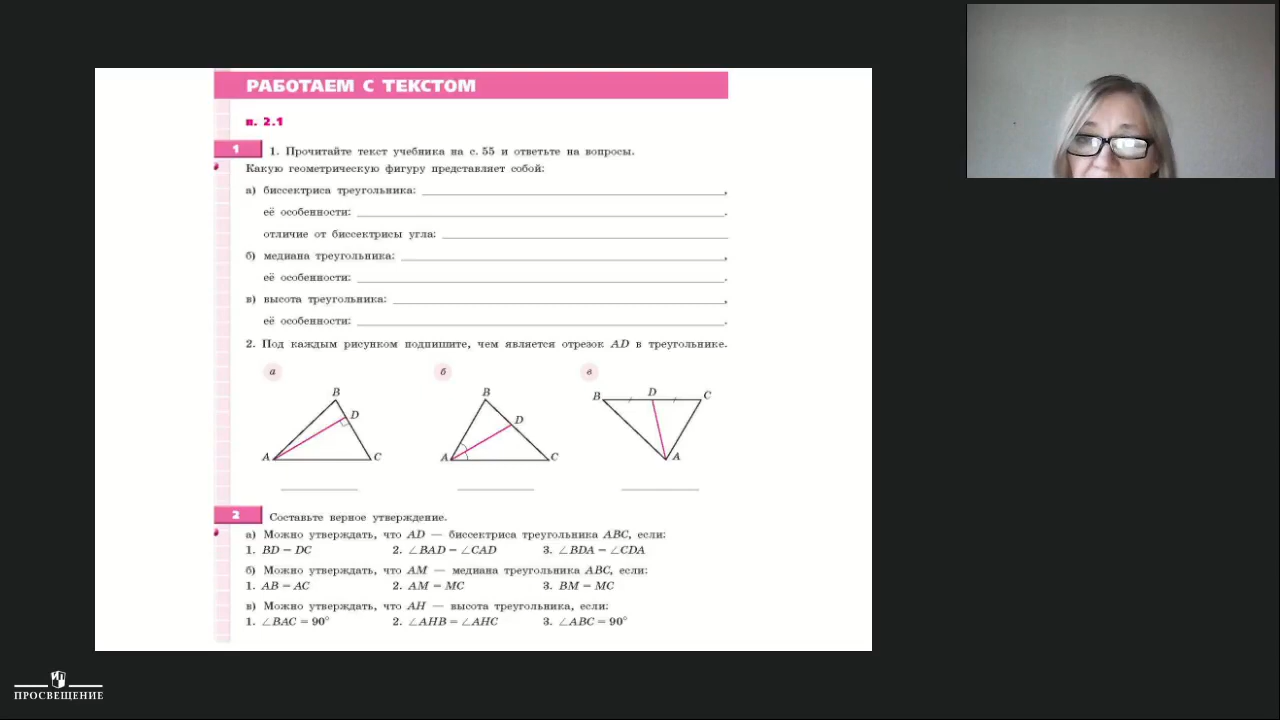 РАБОТАЕМ С ТЕКСТОМ
п. 2.1
1 1. Прочитайте текст учебника на с. 55 и ответьте на вопросы.
Какую геометрическую фигуру представляет собой:
а) биссектриса треугольника: ,
её особенности: .
отличие от биссектрисы угла:
б) медиана треугольника: ,
её особенности: .
в) высота треугольника: ,
её особенности: .
2. Под каждым рисунком подпишите, чем является отрезок AD в треугольнике.
а б в
B D A C
B D A C
B D C A
2 Составьте верное утверждение.
а) Можно утверждать, что AD — биссектриса треугольника ABC, если:
1. BD = DC 2. ∠BAD = ∠CAD 3. ∠BDA = ∠CDA
б) Можно утверждать, что AM — медиана треугольника ABC, если:
1. AB = AC 2. AM = MC 3. BM = MC
в) Можно утверждать, что AH — высота треугольника, если:
1. ∠BAC = 90° 2. ∠AHB = ∠AHC 3. ∠ABC = 90°
ПРОСВЕЩЕНИЕ